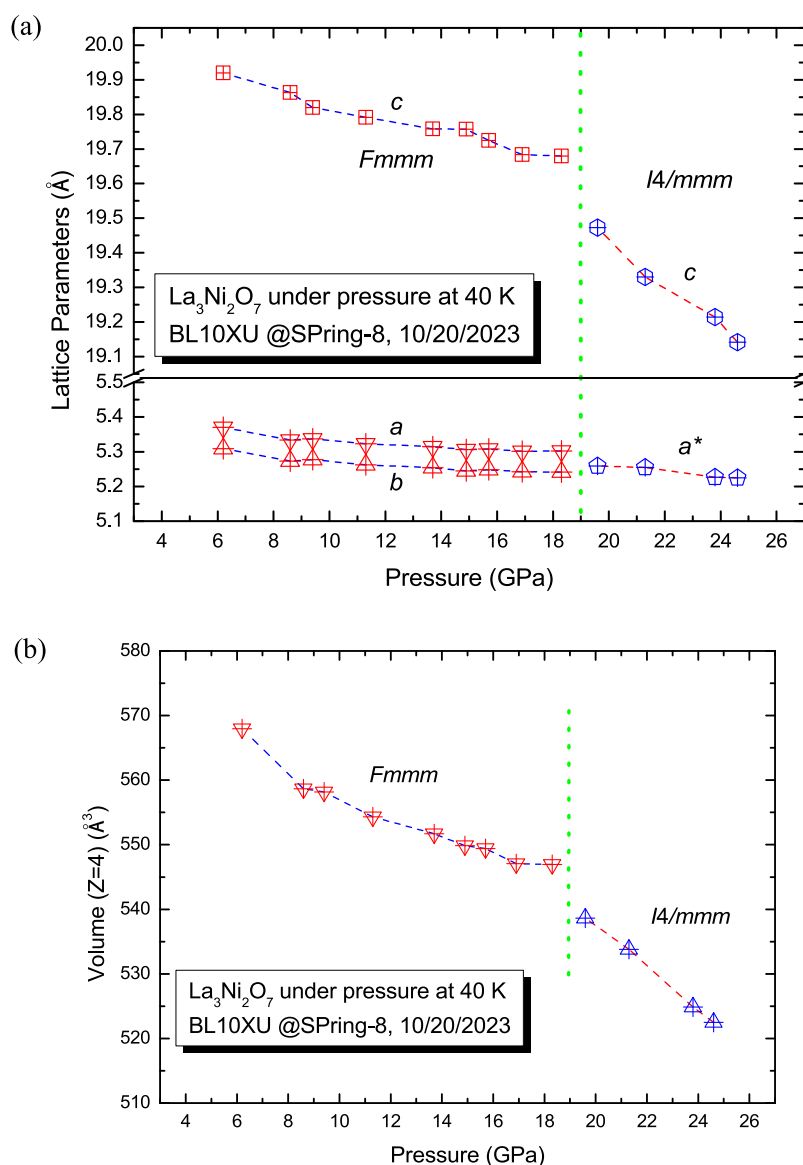 (a)
20.0
19.9
19.8
19.7
19.6
19.5
19.4
19.3
19.2
19.1
5.5
5.4
5.3
5.2
5.1
Lattice Parameters (Å)
c
Fmmm
I4/mmm
c
La₃Ni₂O₇ under pressure at 40 K
BL10XU @SPring-8, 10/20/2023
a
b
a*
4 6 8 10 12 14 16 18 20 22 24 26
Pressure (GPa)
(b)
580
570
560
550
540
530
520
510
Volume (Z=4) (Å³)
Fmmm
I4/mmm
La₃Ni₂O₇ under pressure at 40 K
BL10XU @SPring-8, 10/20/2023
4 6 8 10 12 14 16 18 20 22 24 26
Pressure (GPa)